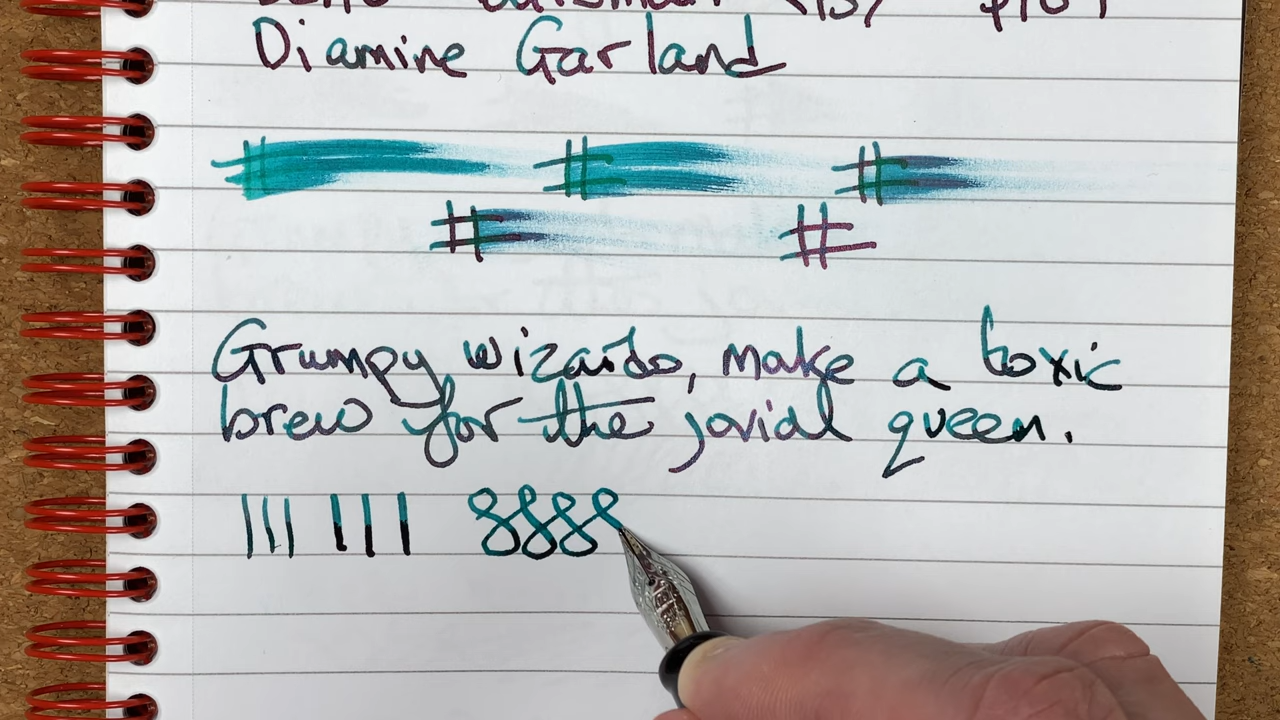 Diamine Garland
# # #
# #
Grumpy wizards, make a toxic
brew for the jovial queen.
||| ||| 8888